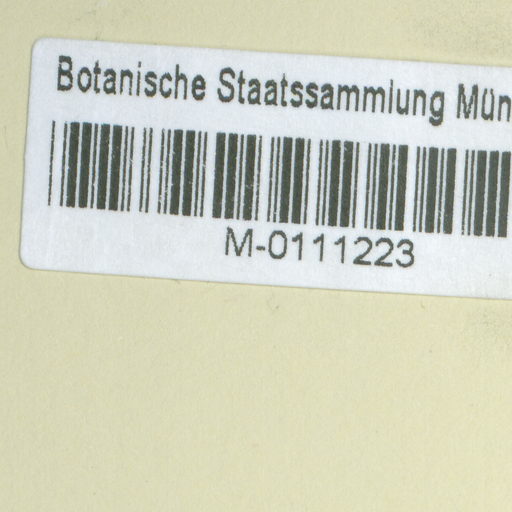 Botanische Staatssammlung Mün
M-0111223